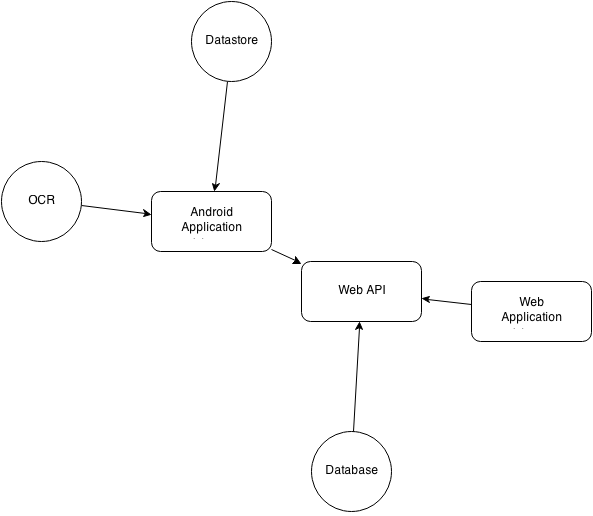 Datastore
OCR
Android
Application
Web API
Web
Application
Database